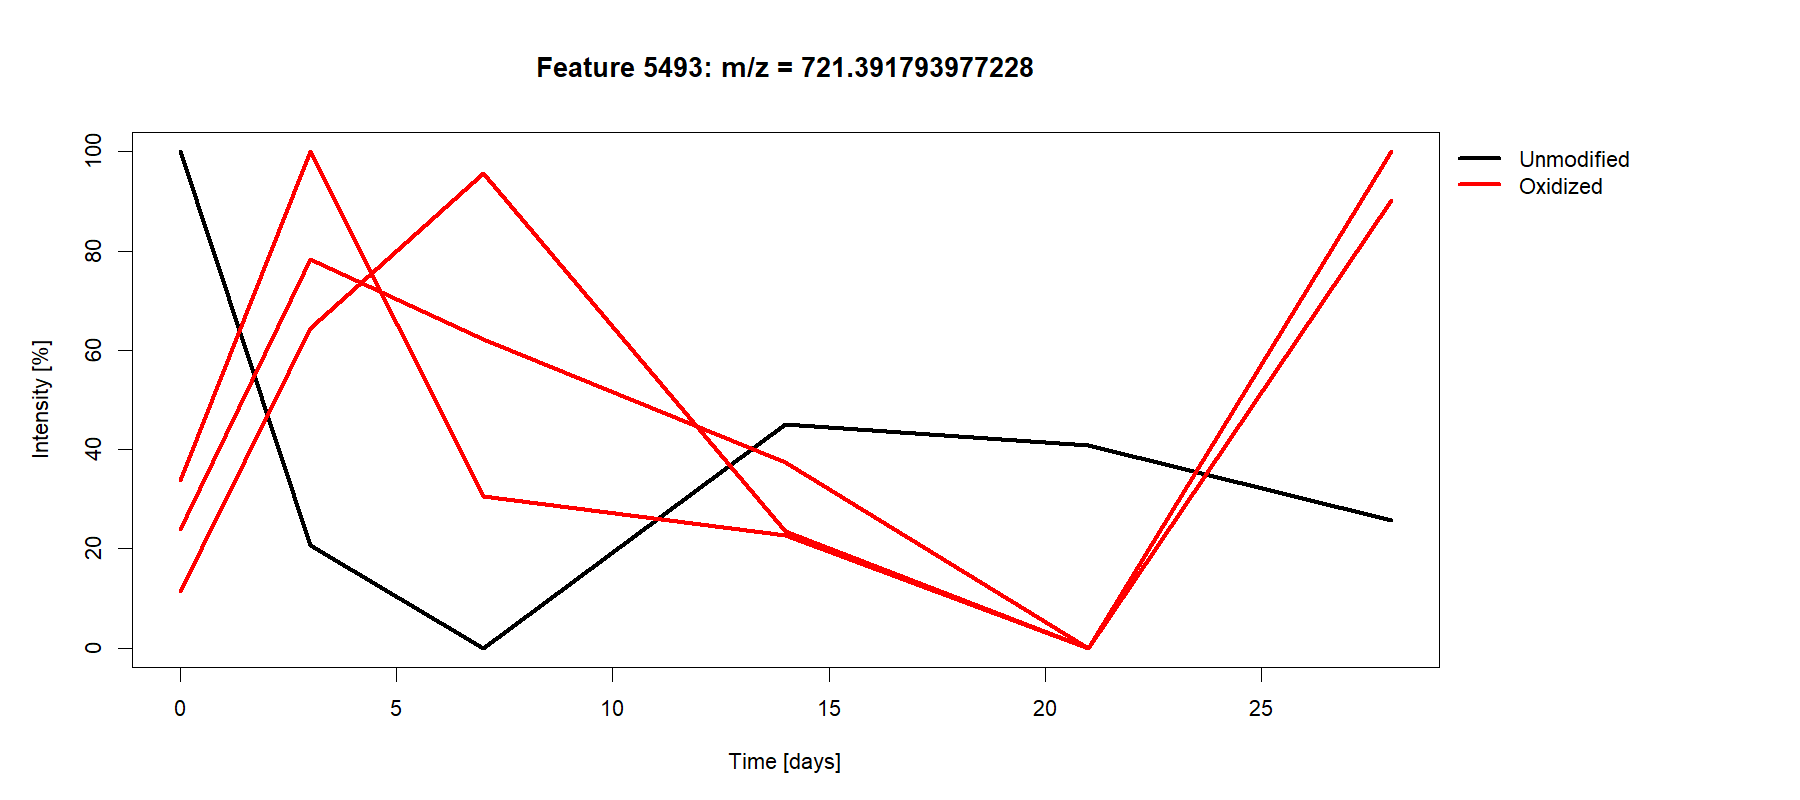 Feature 5493: m/z = 721.391793977228
Unmodified
Oxidized
Intensity [%]
100
80
60
40
20
0
0 5 10 15 20 25
Time [days]